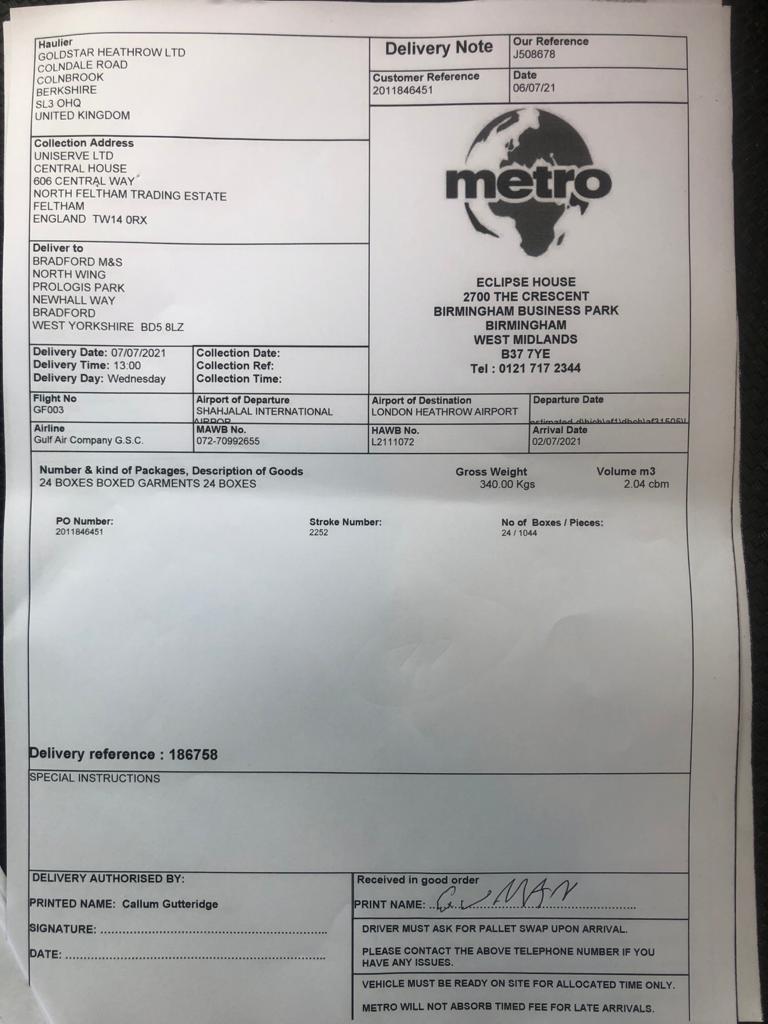 Haulier
GOLDSTAR HEATHROW LTD
COLNDALE ROAD
COLNBROOK
BERKSHIRE
SL3 OHQ
UNITED KINGDOM
Delivery Note
Our Reference
J508678
Customer Reference
2011846451
Date
06/07/21
Collection Address
UNISERVE LTD
CENTRAL HOUSE
606 CENTRAL WAY
NORTH FELTHAM TRADING ESTATE
FELTHAM
ENGLAND TW14 0RX
metro
ECLIPSE HOUSE
2700 THE CRESCENT
BIRMINGHAM BUSINESS PARK
BIRMINGHAM
WEST MIDLANDS
B37 7YE
Tel : 0121 717 2344
Deliver to
BRADFORD M&S
NORTH WING
PROLOGIS PARK
NEWHALL WAY
BRADFORD
WEST YORKSHIRE BD5 8LZ
Delivery Date: 07/07/2021
Delivery Time: 13:00
Delivery Day: Wednesday
Collection Date:
Collection Ref:
Collection Time:
Flight No
GF003
Airport of Departure
SHAHJALAL INTERNATIONAL
Airport of Destination
LONDON HEATHROW AIRPORT
Departure Date
Airline
Gulf Air Company G.S.C.
MAWB No.
072-70992655
HAWB No.
L2111072
Arrival Date
02/07/2021
Number & kind of Packages, Description of Goods Gross Weight Volume m3
24 BOXES BOXED GARMENTS 24 BOXES 340.00 Kgs 2.04 cbm
PO Number: Stroke Number: No of Boxes / Pieces:
2011846451 2252 24 / 1044
Delivery reference : 186758
SPECIAL INSTRUCTIONS
DELIVERY AUTHORISED BY:
PRINTED NAME: Callum Gutteridge
SIGNATURE:
DATE:
Received in good order
PRINT NAME:
DRIVER MUST ASK FOR PALLET SWAP UPON ARRIVAL.
PLEASE CONTACT THE ABOVE TELEPHONE NUMBER IF YOU
HAVE ANY ISSUES.
VEHICLE MUST BE READY ON SITE FOR ALLOCATED TIME ONLY.
METRO WILL NOT ABSORB TIMED FEE FOR LATE ARRIVALS.